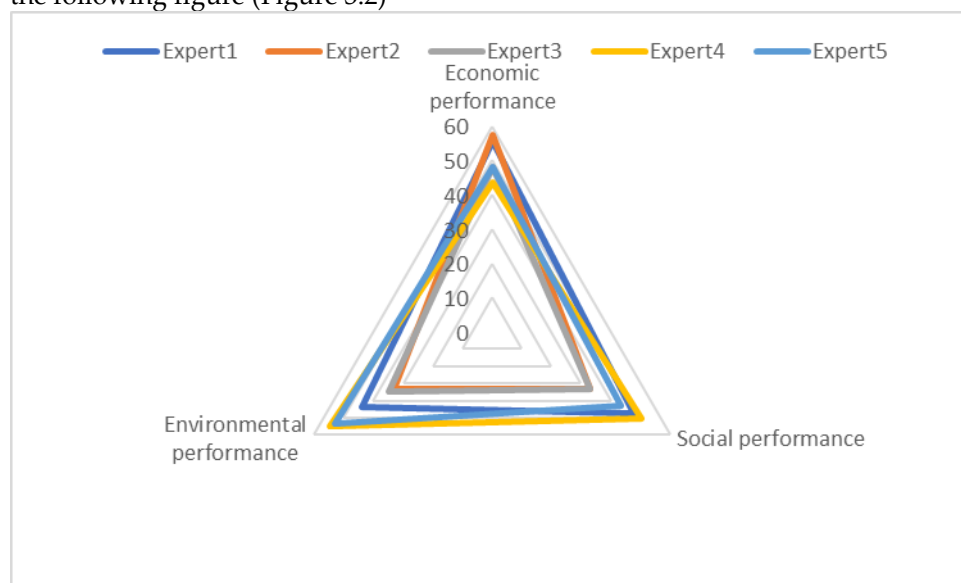 the following figure (Figure 3.2)
Expert1 Expert2 Expert3 Expert4 Expert5
Economic
performance
60
50
40
30
20
10
0
Environmental
performance
Social performance